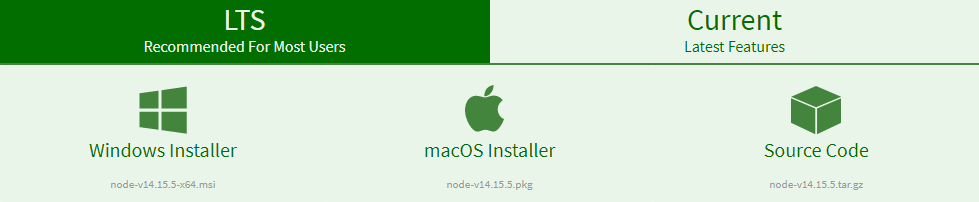 LTS
Recommended For Most Users
Current
Latest Features
Windows Installer
macOS Installer
Source Code
node-v14.15.5-x64.msi
node-v14.15.5.pkg
node-v14.15.5.tar.gz